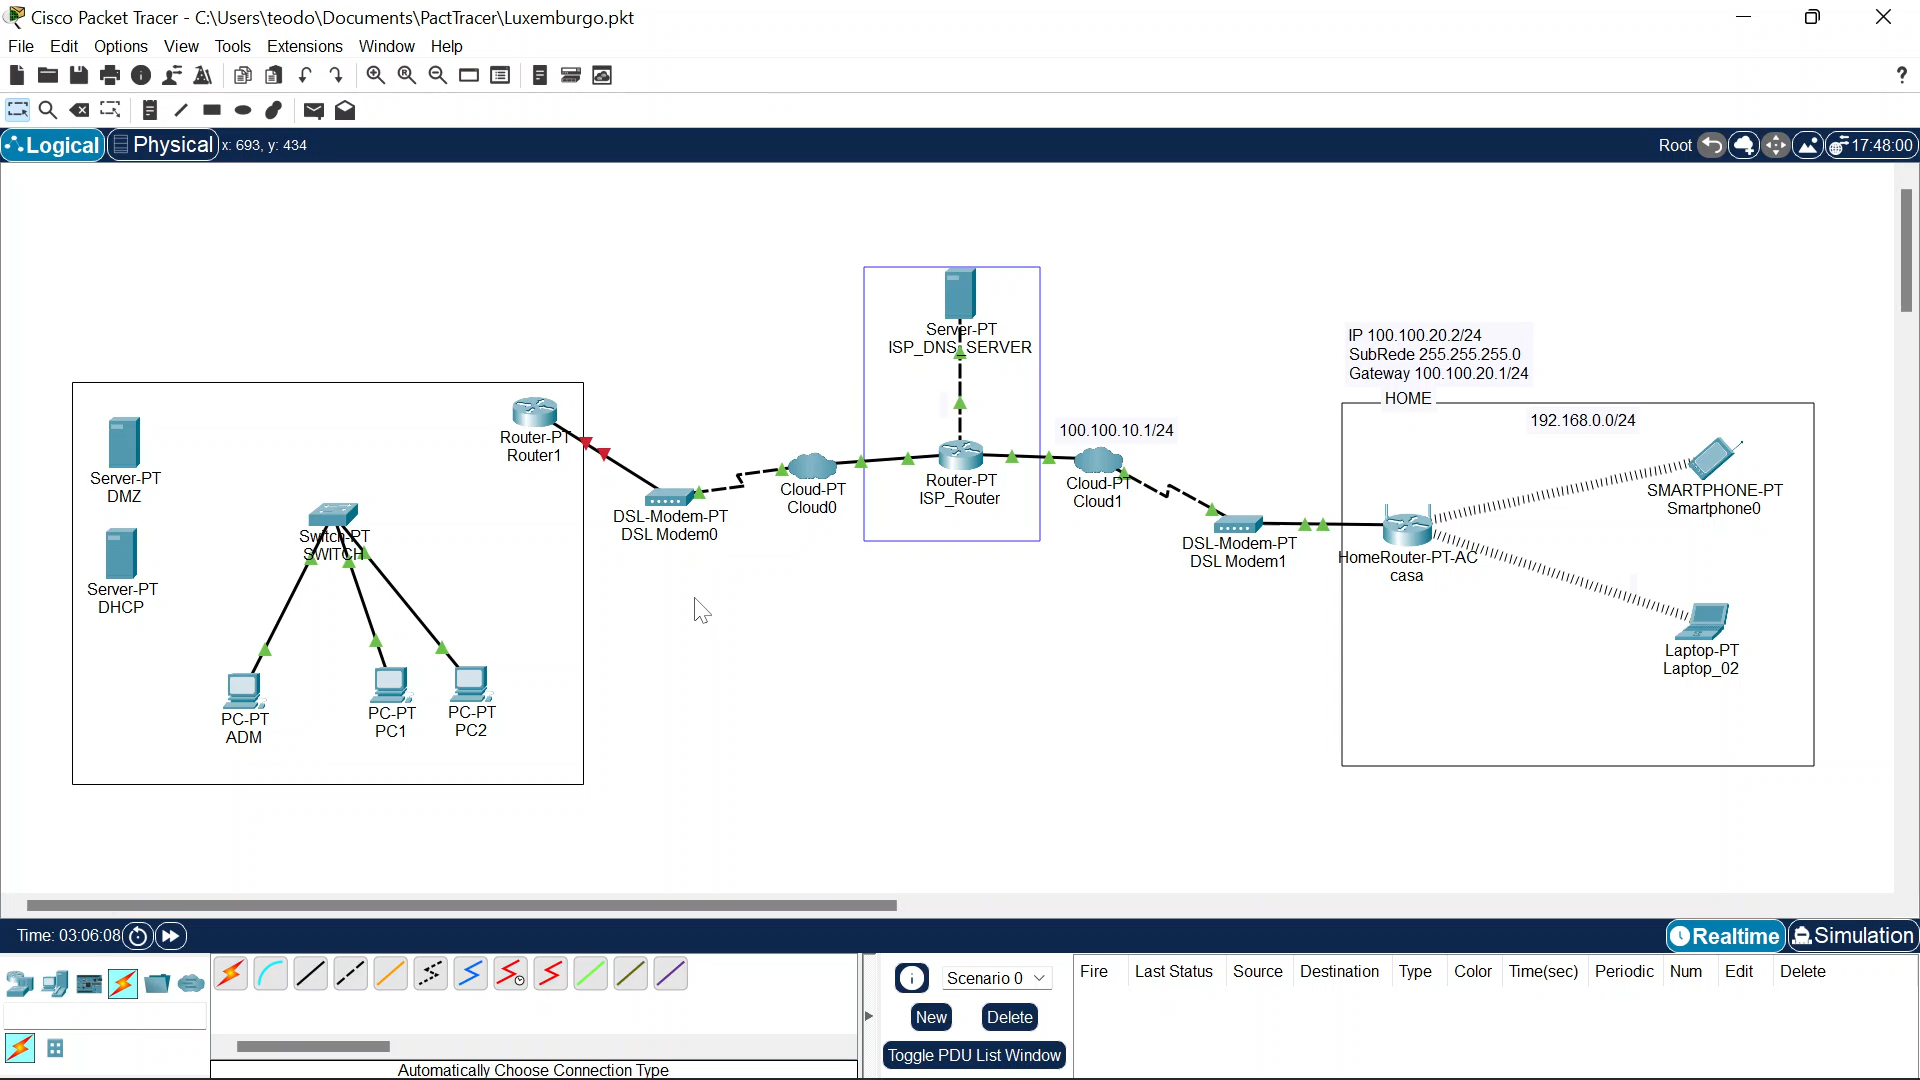 Cisco Packet Tracer - C:\Users\teodo\Documents\PactTracer\Luxemburgo.pkt
File Edit Options View Tools Extensions Window Help
?
Logical Physical x: 693, y: 434 Root 17:48:00
Server-PT
ISP_DNS_SERVER
IP 100.100.20.2/24
SubRede 255.255.255.0
Gateway 100.100.20.1/24
HOME
192.168.0.0/24
100.100.10.1/24
Router-PT
Router1
Server-PT
DMZ
Cloud-PT
Cloud0
Router-PT
ISP_Router
Cloud-PT
Cloud1
SMARTPHONE-PT
Smartphone0
DSL-Modem-PT
DSL Modem0
Switch-PT
SWITCH
DSL-Modem-PT
DSL Modem1
HomeRouter-PT-AC
casa
Server-PT
DHCP
Laptop-PT
Laptop_02
PC-PT
ADM
PC-PT
PC1
PC-PT
PC2
Time: 03:06:08 Realtime Simulation
Scenario 0
New Delete
Toggle PDU List Window
Fire Last Status Source Destination Type Color Time(sec) Periodic Num Edit Delete
Automatically Choose Connection Type